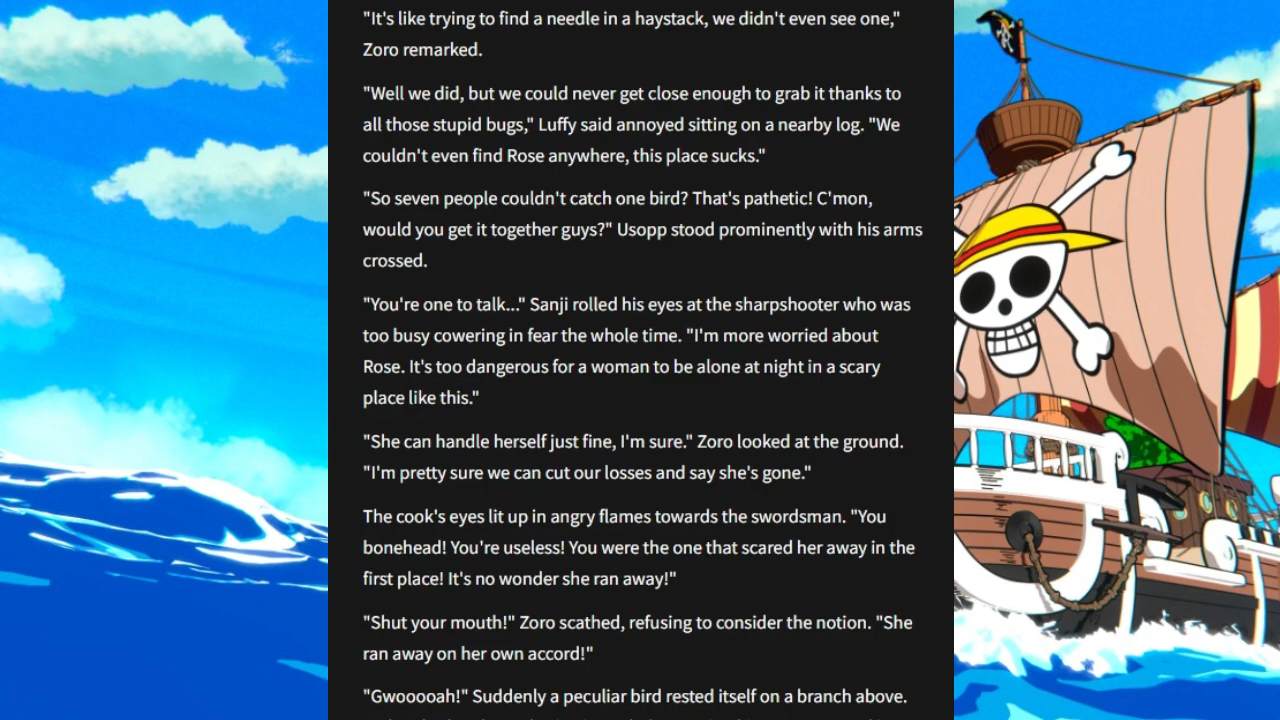 "It's like trying to find a needle in a haystack, we didn't even see one,"
Zoro remarked.
"Well we did, but we could never get close enough to grab it thanks to
all those stupid bugs," Luffy said annoyed sitting on a nearby log. "We
couldn't even find Rose anywhere, this place sucks."
"So seven people couldn't catch one bird? That's pathetic! C'mon,
would you get it together guys?" Usopp stood prominently with his arms
crossed.
"You're one to talk..." Sanji rolled his eyes at the sharpshooter who was
too busy cowering in fear the whole time. "I'm more worried about
Rose. It's too dangerous for a woman to be alone at night in a scary
place like this."
"She can handle herself just fine, I'm sure." Zoro looked at the ground.
"I'm pretty sure we can cut our losses and say she's gone."
The cook's eyes lit up in angry flames towards the swordsman. "You
bonehead! You're useless! You were the one that scared her away in the
first place! It's no wonder she ran away!"
"Shut your mouth!" Zoro scathed, refusing to consider the notion. "She
ran away on her own accord!"
"Gwooooah!" Suddenly a peculiar bird rested itself on a branch above.